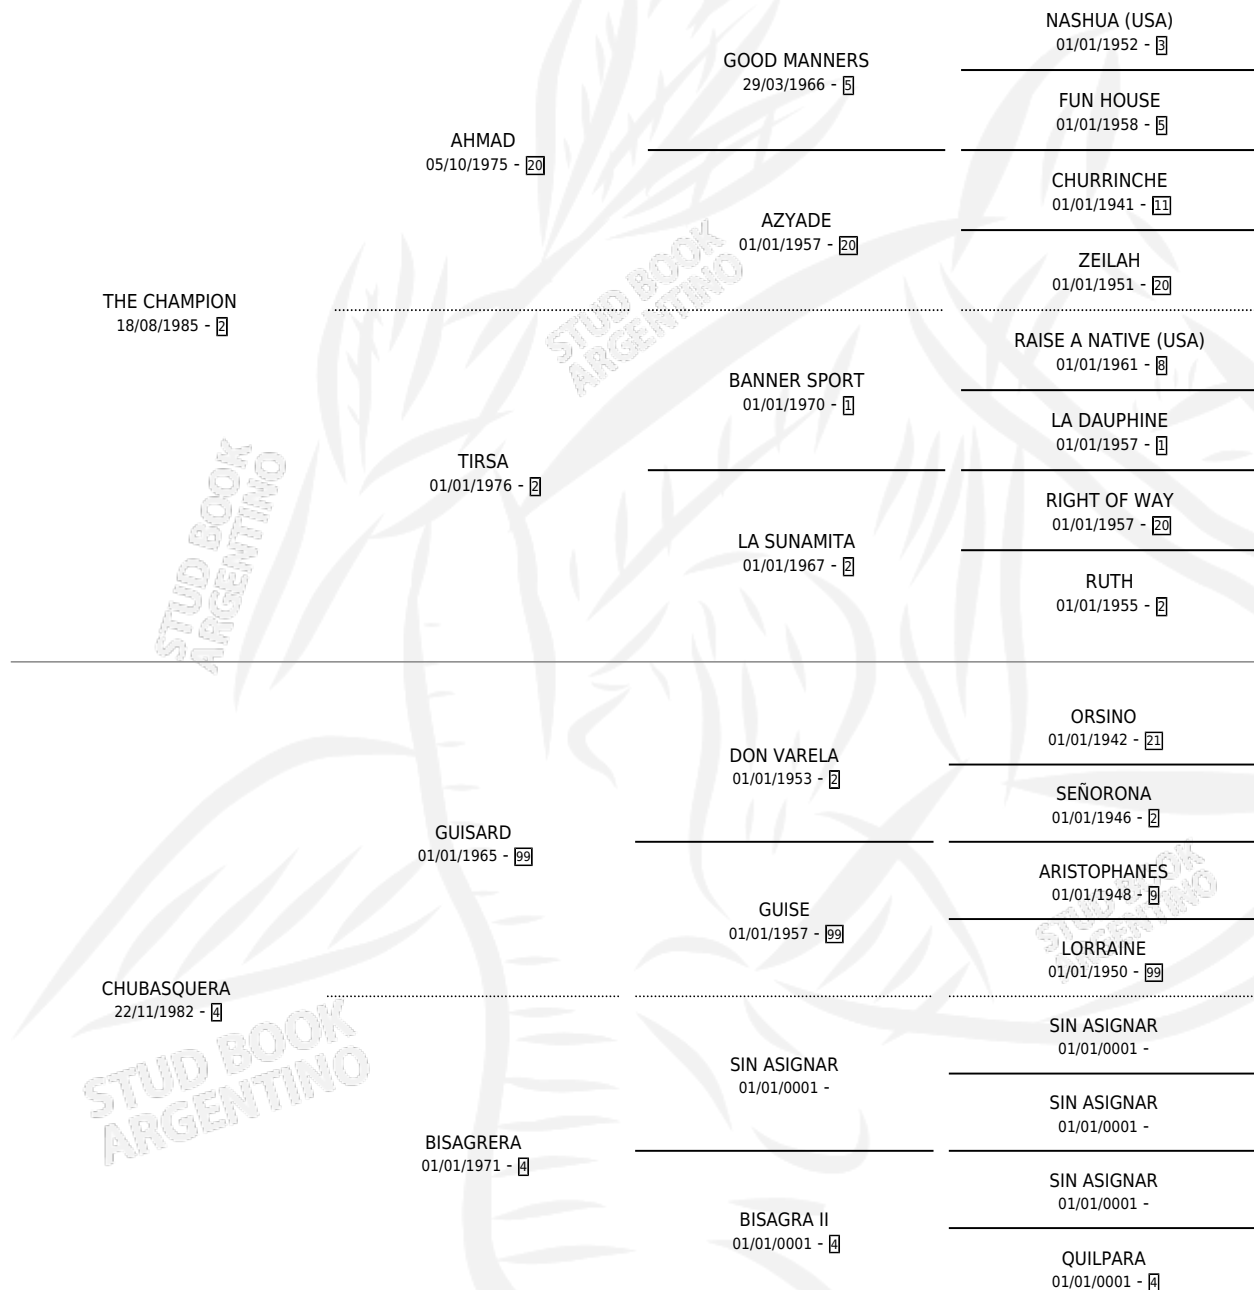 NASHUA (USA)
01/01/1952 - 3
GOOD MANNERS
29/03/1966 - 5
FUN HOUSE
01/01/1958 - 5
AHMAD
05/10/1975 - 20
CHURRINCHE
01/01/1941 - 11
AZYADE
01/01/1957 - 20
ZEILAH
01/01/1951 - 20
THE CHAMPION
18/08/1985 - 2
STUD BOOK
ARGENTINO
RAISE A NATIVE (USA)
01/01/1961 - 8
BANNER SPORT
01/01/1970 - 1
LA DAUPHINE
01/01/1957 - 1
TIRSA
01/01/1976 - 2
RIGHT OF WAY
01/01/1957 - 20
LA SUNAMITA
01/01/1967 - 2
RUTH
01/01/1955 - 2
STUD BOOK
ARGENTINO
ORSINO
01/01/1942 - 21
DON VARELA
01/01/1953 - 2
SEÑORONA
01/01/1946 - 2
GUISARD
01/01/1965 - 99
ARISTOPHANES
01/01/1948 - 9
GUISE
01/01/1957 - 99
LORRAINE
01/01/1950 - 99
STUD BOOK
ARGENTINO
CHUBASQUERA
22/11/1982 - 4
STUD BOOK
ARGENTINO
SIN ASIGNAR
01/01/0001 -
SIN ASIGNAR
01/01/0001 -
SIN ASIGNAR
01/01/0001 -
BISAGRERA
01/01/1971 - 4
SIN ASIGNAR
01/01/0001 -
BISAGRA II
01/01/0001 - 4
QUILPARA
01/01/0001 - 4